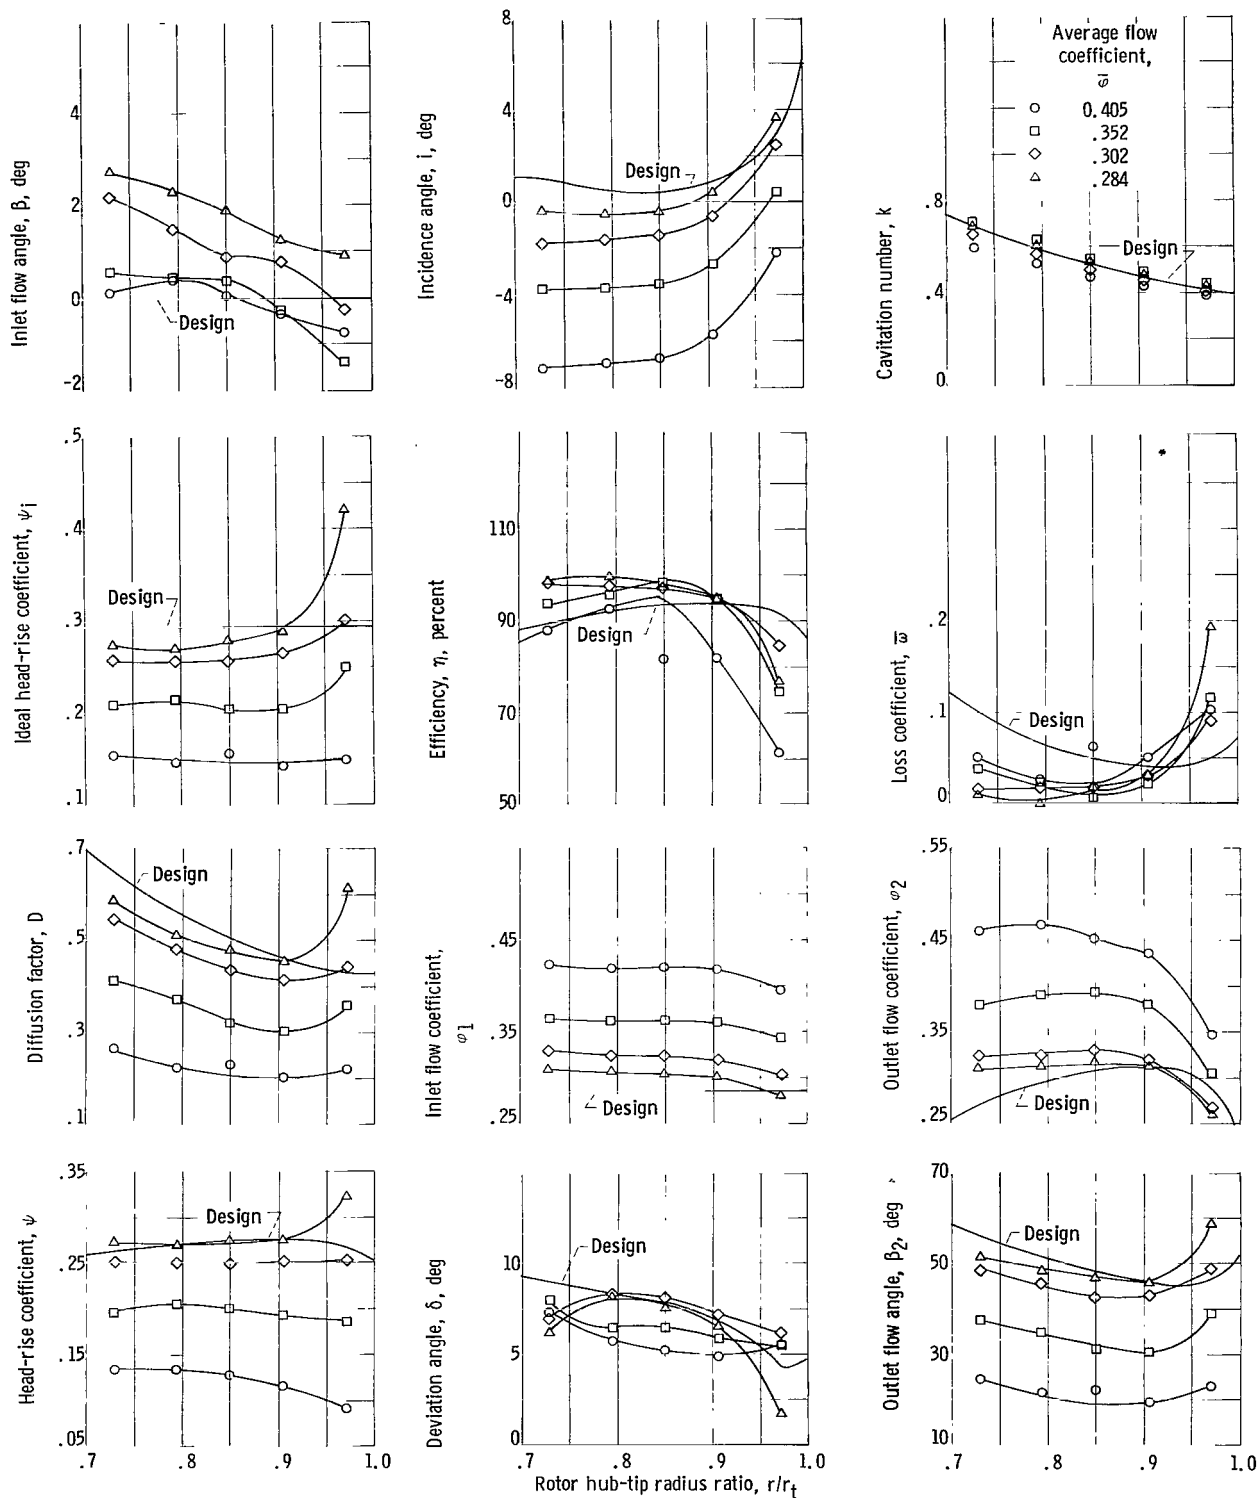 Inlet flow angle, β, deg
4
2
0
-2
Design
Incidence angle, i, deg
8
4
0
-4
-8
Design
Cavitation number, k
.8
.4
0
Design
Average flow
coefficient,
φ̄
0.405
.352
.302
.284
Ideal head-rise coefficient, ψi
.5
.4
.3
.2
.1
Design
Efficiency, η, percent
110
90
70
50
Design
Loss coefficient, ω̄
.2
.1
0
Design
Diffusion factor, D
.7
.5
.3
.1
Design
Inlet flow coefficient,
φ1
.45
.35
.25
Design
Outlet flow coefficient, φ2
.55
.45
.35
.25
Design
Head-rise coefficient, ψ
.35
.25
.15
.05
Design
.7 .8 .9 1.0
Deviation angle, δ, deg
10
5
0
Design
.7 .8 .9 1.0
Outlet flow angle, β2, deg
70
50
30
10
Design
.7 .8 .9 1.0
Rotor hub-tip radius ratio, r/rt